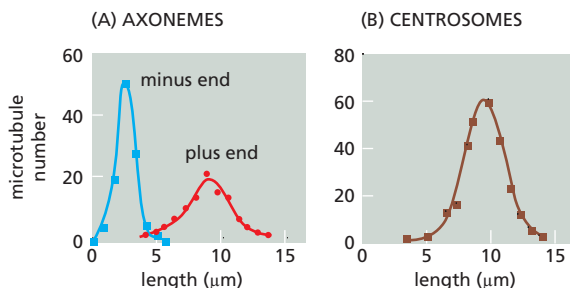 (A) AXONEMES
(B) CENTROSOMES
microtubule
number
60
40
20
0
minus end
plus end
0 5 10 15
length (μm)
80
60
40
20
0
0 5 10 15
length (μm)